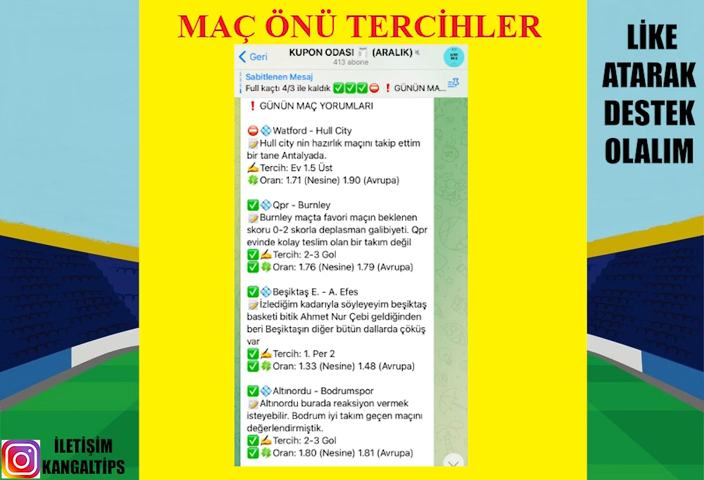 MAÇ ÖNÜ TERCİHLER
LİKE
ATARAK
DESTEK
OLALIM
Geri
KUPON ODASI (ARALIK)
413 abone
Sabitlenen Mesaj
Full kaçtı 4/3 ile kaldık ✅✅✅⛔ ❗ GÜNÜN MA...
❗ GÜNÜN MAÇ YORUMLARI
⛔💠Watford - Hull City
📝Hull city nin hazırlık maçını takip ettim
bir tane Antalyada.
✍️Tercih: Ev 1.5 Üst
🍀Oran: 1.71 (Nesine) 1.90 (Avrupa)
✅💠Qpr - Burnley
📝Burnley maçta favori maçın beklenen
skoru 0-2 skorla deplasman galibiyeti. Qpr
evinde kolay teslim olan bir takım değil
✅✍️Tercih: 2-3 Gol
✅🍀Oran: 1.76 (Nesine) 1.79 (Avrupa)
✅💠Beşiktaş E. - A. Efes
📝İzlediğim kadarıyla söyleyeyim beşiktaş
basketi bitik Ahmet Nur Çebi geldiğinden
beri Beşiktaşın diğer bütün dallarda çöküş
var
✅✍️Tercih: 1. Per 2
✅🍀Oran: 1.33 (Nesine) 1.48 (Avrupa)
✅💠Altınordu - Bodrumspor
📝Altınordu burada reaksiyon vermek
isteyebilir. Bodrum iyi takım geçen maçını
değerlendirmiştik.
✅✍️Tercih: 2-3 Gol
✅🍀Oran: 1.80 (Nesine) 1.81 (Avrupa)
İLETİŞİM
KANGALTİPS